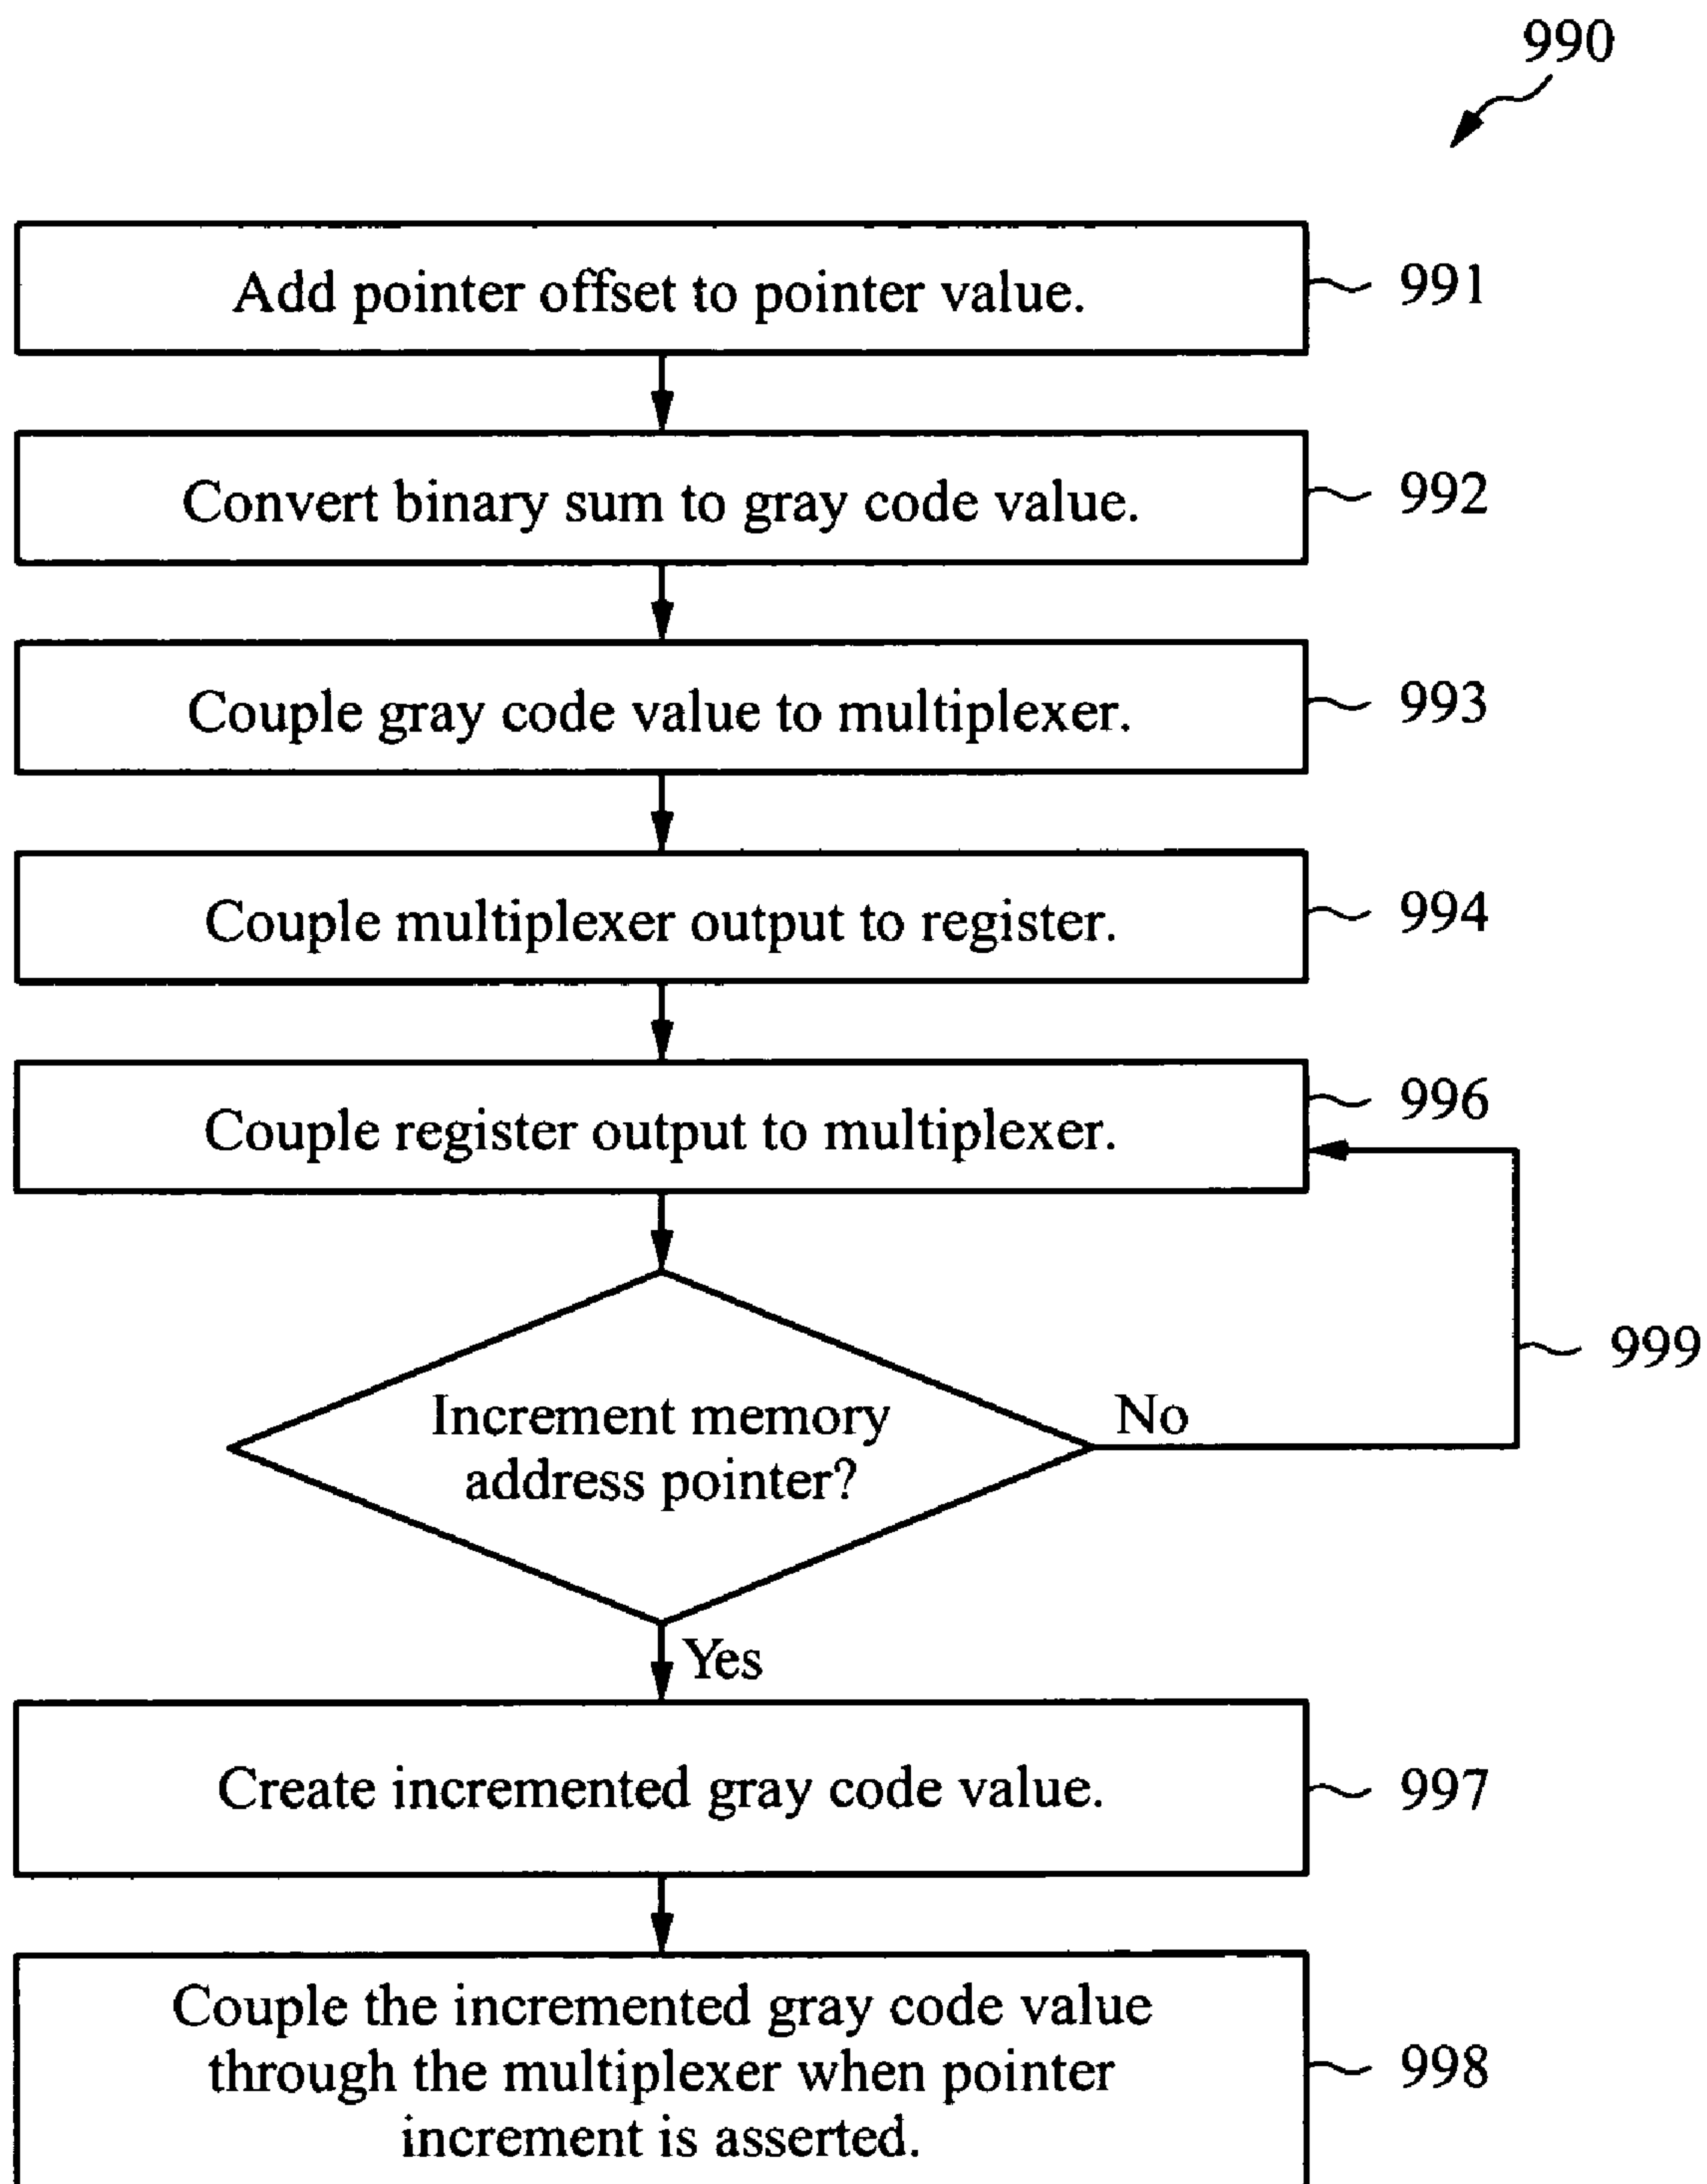 990
Add pointer offset to pointer value.
991
Convert binary sum to gray code value.
992
Couple gray code value to multiplexer.
993
Couple multiplexer output to register.
994
Couple register output to multiplexer.
996
Increment memory
address pointer?
No
999
Yes
Create incremented gray code value.
997
Couple the incremented gray code value
through the multiplexer when pointer
increment is asserted.
998